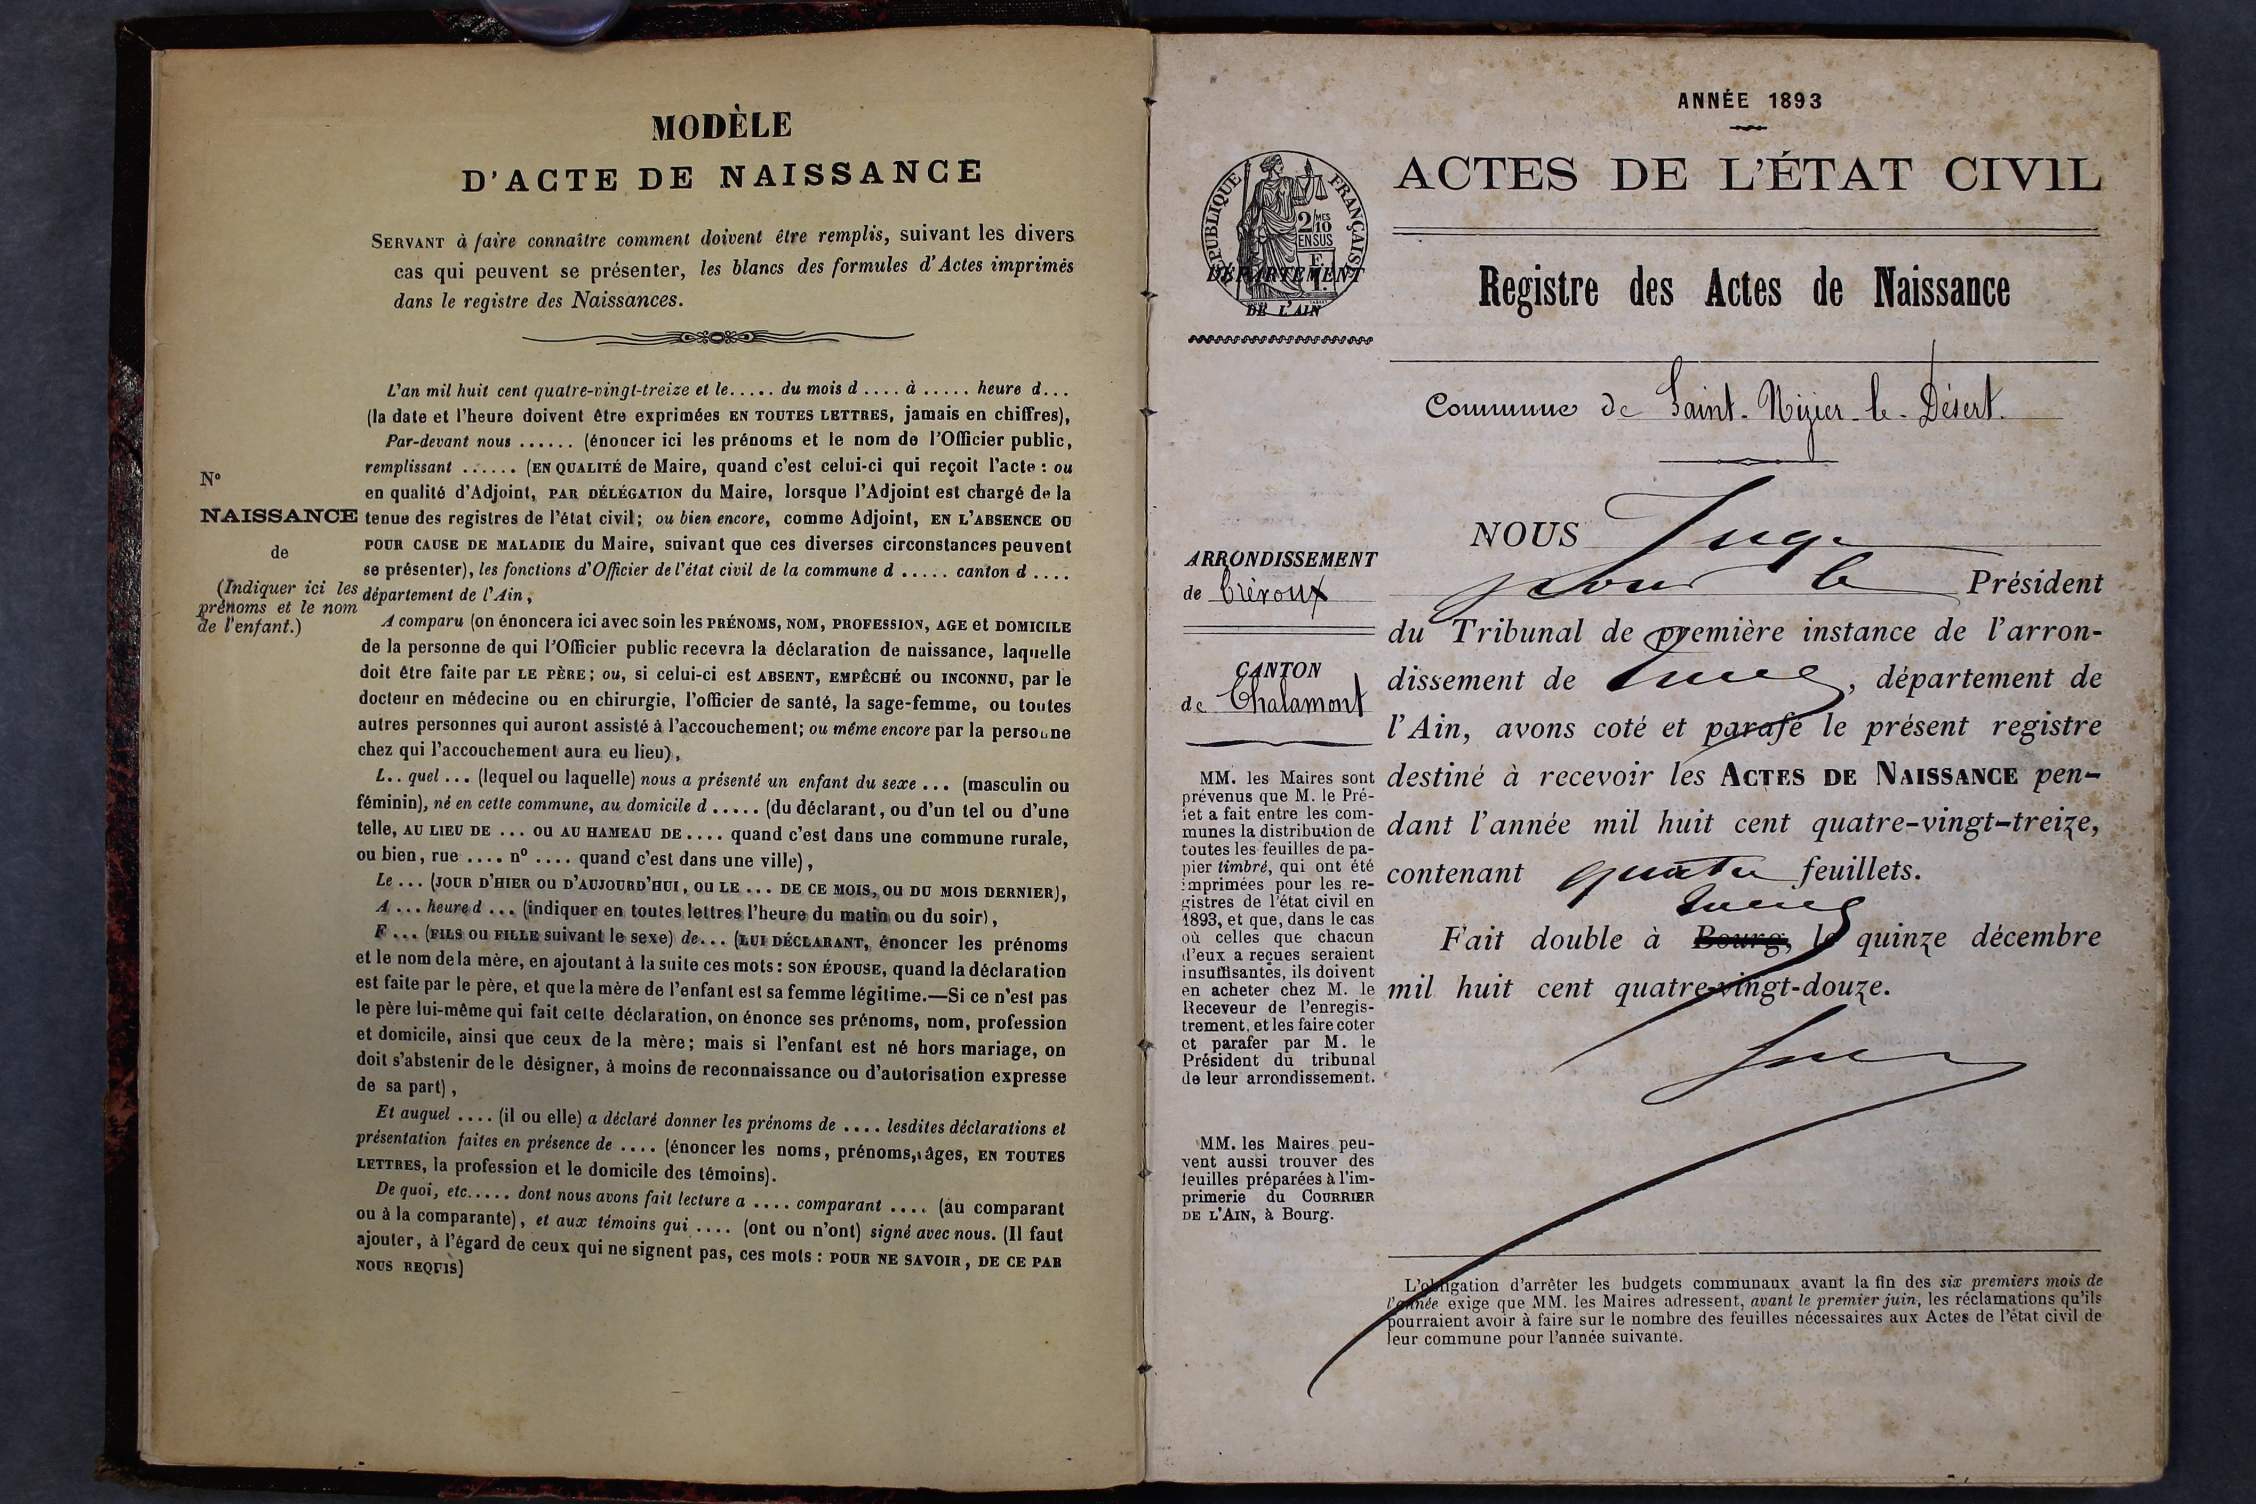 MODÈLE
D'ACTE DE NAISSANCE
SERVANT à faire connaître comment doivent être remplis, suivant les divers
cas qui peuvent se présenter, les blancs des formules d'Actes imprimés
dans le registre des Naissances.
L'an mil huit cent quatre-vingt-treize et le..... du mois d .... à ..... heure d...
(la date et l'heure doivent être exprimées EN TOUTES LETTRES, jamais en chiffres),
Par-devant nous ...... (énoncer ici les prénoms et le nom de l'Officier public,
remplissant ...... (EN QUALITÉ de Maire, quand c'est celui-ci qui reçoit l'acte : ou
en qualité d'Adjoint, PAR DÉLÉGATION du Maire, lorsque l'Adjoint est chargé de la
tenue des registres de l'état civil; ou bien encore, comme Adjoint, EN L'ABSENCE OU
POUR CAUSE DE MALADIE du Maire, suivant que ces diverses circonstances peuvent
se présenter), les fonctions d'Officier de l'état civil de la commune d ..... canton d ....
département de l'Ain,
A comparu (on énoncera ici avec soin les PRÉNOMS, NOM, PROFESSION, AGE et DOMICILE
de la personne de qui l'Officier public recevra la déclaration de naissance, laquelle
doit être faite par LE PÈRE; ou, si celui-ci est ABSENT, EMPÊCHÉ OU INCONNU, par le
docteur en médecine ou en chirurgie, l'officier de santé, la sage-femme, ou toutes
autres personnes qui auront assisté à l'accouchement; ou même encore par la personne
chez qui l'accouchement aura eu lieu),
L.. quel ... (lequel ou laquelle) nous a présenté un enfant du sexe ... (masculin ou
féminin), né en cette commune, au domicile d ..... (du déclarant, ou d'un tel ou d'une
telle, AU LIEU DE ... OU AU HAMEAU DE .... quand c'est dans une commune rurale,
ou bien, rue .... n° .... quand c'est dans une ville),
Le ... (JOUR D'HIER OU D'AUJOURD'HUI, OU LE ... DE CE MOIS, OU DU MOIS DERNIER),
A ... heure d ... (indiquer en toutes lettres l'heure du matin ou du soir),
F ... (FILS OU FILLE suivant le sexe) de... (LUI DÉCLARANT, énoncer les prénoms
et le nom de la mère, en ajoutant à la suite ces mots : SON ÉPOUSE, quand la déclaration
est faite par le père, et que la mère de l'enfant est sa femme légitime.—Si ce n'est pas
le père lui-même qui fait cette déclaration, on énonce ses prénoms, nom, profession
et domicile, ainsi que ceux de la mère; mais si l'enfant est né hors mariage, on
doit s'abstenir de le désigner, à moins de reconnaissance ou d'autorisation expresse
de sa part),
Et auquel .... (il ou elle) a déclaré donner les prénoms de .... lesdites déclarations et
présentation faites en présence de .... (énoncer les noms, prénoms, âges, EN TOUTES
LETTRES, la profession et le domicile des témoins).
De quoi, etc..... dont nous avons fait lecture a .... comparant .... (au comparant
ou à la comparante), et aux témoins qui .... (ont ou n'ont) signé avec nous. (Il faut
ajouter, à l'égard de ceux qui ne signent pas, ces mots : POUR NE SAVOIR, DE CE PAR
NOUS REQUIS)
N°
NAISSANCE
de
(Indiquer ici les
prénoms et le nom
de l'enfant.)
ANNÉE 1893
ACTES DE L'ÉTAT CIVIL
Registre des Actes de Naissance
Commune de Saint-Nizier-le-Désert.
RÉPUBLIQUE FRANÇAISE
2/MES
10
EN SUS
DÉPARTEMENT
DE L'AIN
ARRONDISSEMENT
de Trévoux
CANTON
de Chalamont
MM. les Maires sont
prévenus que M. le Pré-
fet a fait entre les com-
munes la distribution de
toutes les feuilles de pa-
pier timbré, qui ont été
imprimées pour les re-
gistres de l'état civil en
1893, et que, dans le cas
où celles que chacun
d'eux a reçues seraient
insuffisantes, ils doivent
en acheter chez M. le
Receveur de l'enregis-
trement, et les faire coter
et parafer par M. le
Président du tribunal
de leur arrondissement.
MM. les Maires peu-
vent aussi trouver des
feuilles préparées à l'im-
primerie du COURRIER
DE L'AIN, à Bourg.
NOUS Juge
pour le Président
du Tribunal de première instance de l'arron-
dissement de , département de
l'Ain, avons coté et parafé le présent registre
destiné à recevoir les ACTES DE NAISSANCE pen-
dant l'année mil huit cent quatre-vingt-treize,
contenant quatre feuillets.
Fait double à Bourg, le quinze décembre
mil huit cent quatre-vingt-douze.
L'obligation d'arrêter les budgets communaux avant la fin des six premiers mois de
l'année exige que MM. les Maires adressent, avant le premier juin, les réclamations qu'ils
pourraient avoir à faire sur le nombre des feuilles nécessaires aux Actes de l'état civil de
leur commune pour l'année suivante.